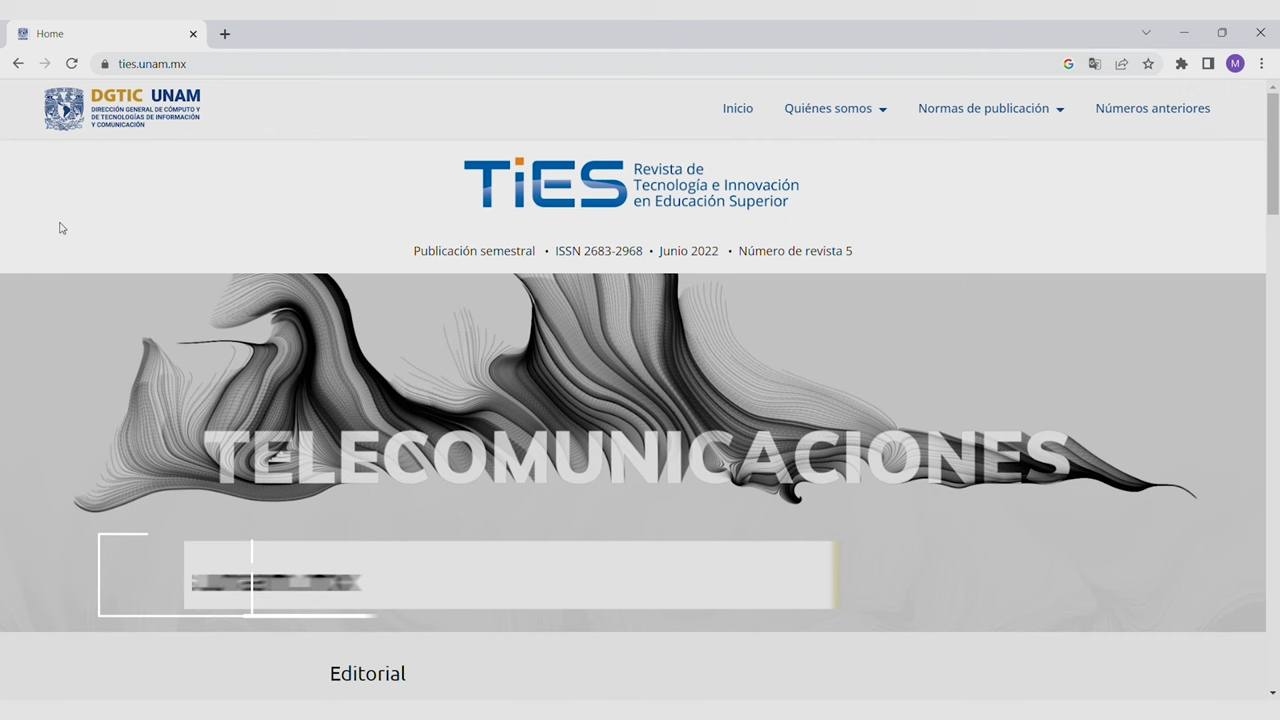 Home
ties.unam.mx
M
DGTIC UNAM
DIRECCIÓN GENERAL DE CÓMPUTO Y
DE TECNOLOGÍAS DE INFORMACIÓN
Y COMUNICACIÓN
Inicio
Quiénes somos
Normas de publicación
Números anteriores
TiES
Revista de
Tecnología e Innovación
en Educación Superior
Publicación semestral • ISSN 2683-2968 • Junio 2022 • Número de revista 5
TELECOMUNICACIONES
Editorial